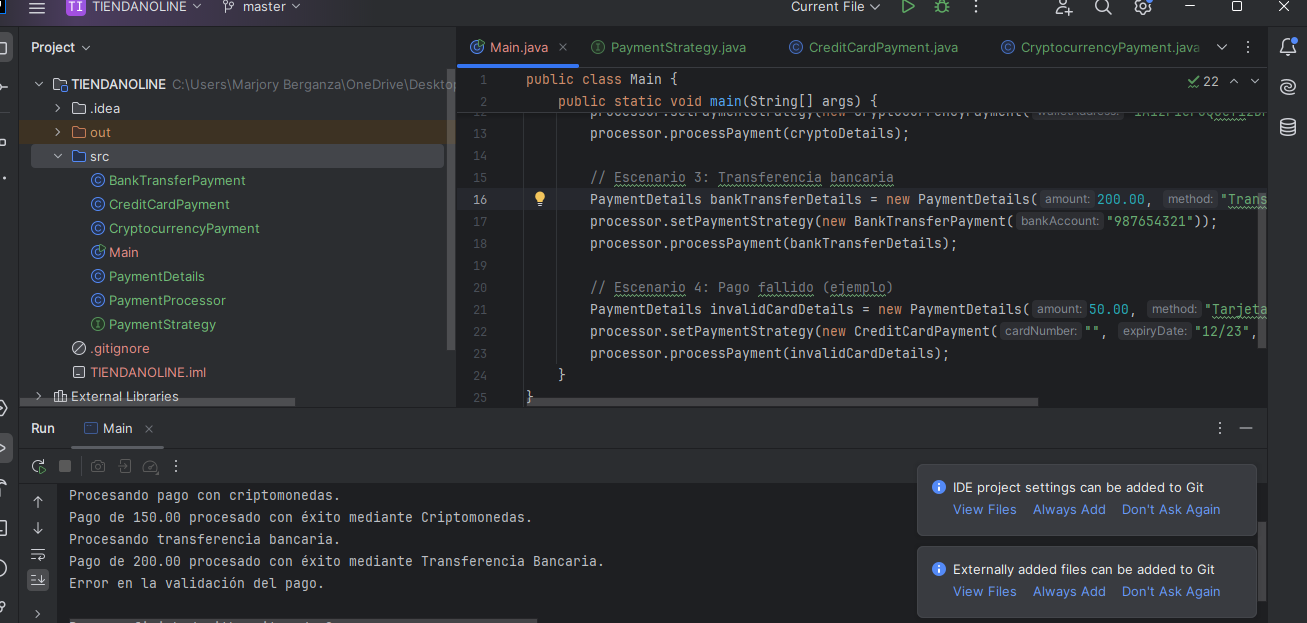 TI TIENDANOLINE master Current File
Project
Main.java PaymentStrategy.java CreditCardPayment.java CryptocurrencyPayment.java
TIENDANOLINE C:\Users\Marjory Berganza\OneDrive\Deskto
.idea
out
src
BankTransferPayment
CreditCardPayment
CryptocurrencyPayment
Main
PaymentDetails
PaymentProcessor
PaymentStrategy
.gitignore
TIENDANOLINE.iml
External Libraries
22
1 public class Main {
2 public static void main(String[] args) {
13 processor.processPayment(cryptoDetails);
14
15 // Escenario 3: Transferencia bancaria
16 PaymentDetails bankTransferDetails = new PaymentDetails( amount: 200.00, method: "Trans
17 processor.setPaymentStrategy(new BankTransferPayment( bankAccount: "987654321"));
18 processor.processPayment(bankTransferDetails);
19
20 // Escenario 4: Pago fallido (ejemplo)
21 PaymentDetails invalidCardDetails = new PaymentDetails( amount: 50.00, method: "Tarjeta
22 processor.setPaymentStrategy(new CreditCardPayment( cardNumber: "", expiryDate: "12/23",
23 processor.processPayment(invalidCardDetails);
24 }
25 }
Run Main
Procesando pago con criptomonedas.
Pago de 150.00 procesado con éxito mediante Criptomonedas.
Procesando transferencia bancaria.
Pago de 200.00 procesado con éxito mediante Transferencia Bancaria.
Error en la validación del pago.
IDE project settings can be added to Git
View Files Always Add Don't Ask Again
Externally added files can be added to Git
View Files Always Add Don't Ask Again